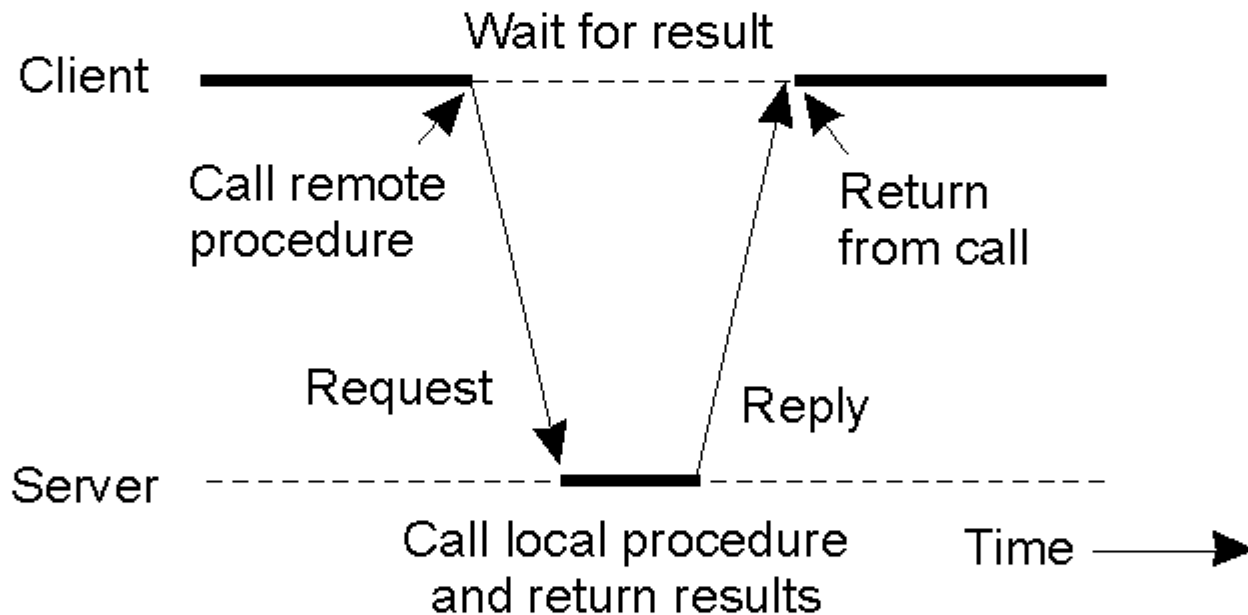 Wait for result
Client
Call remote
procedure
Return
from call
Request
Reply
Server
Call local procedure
and return results
Time